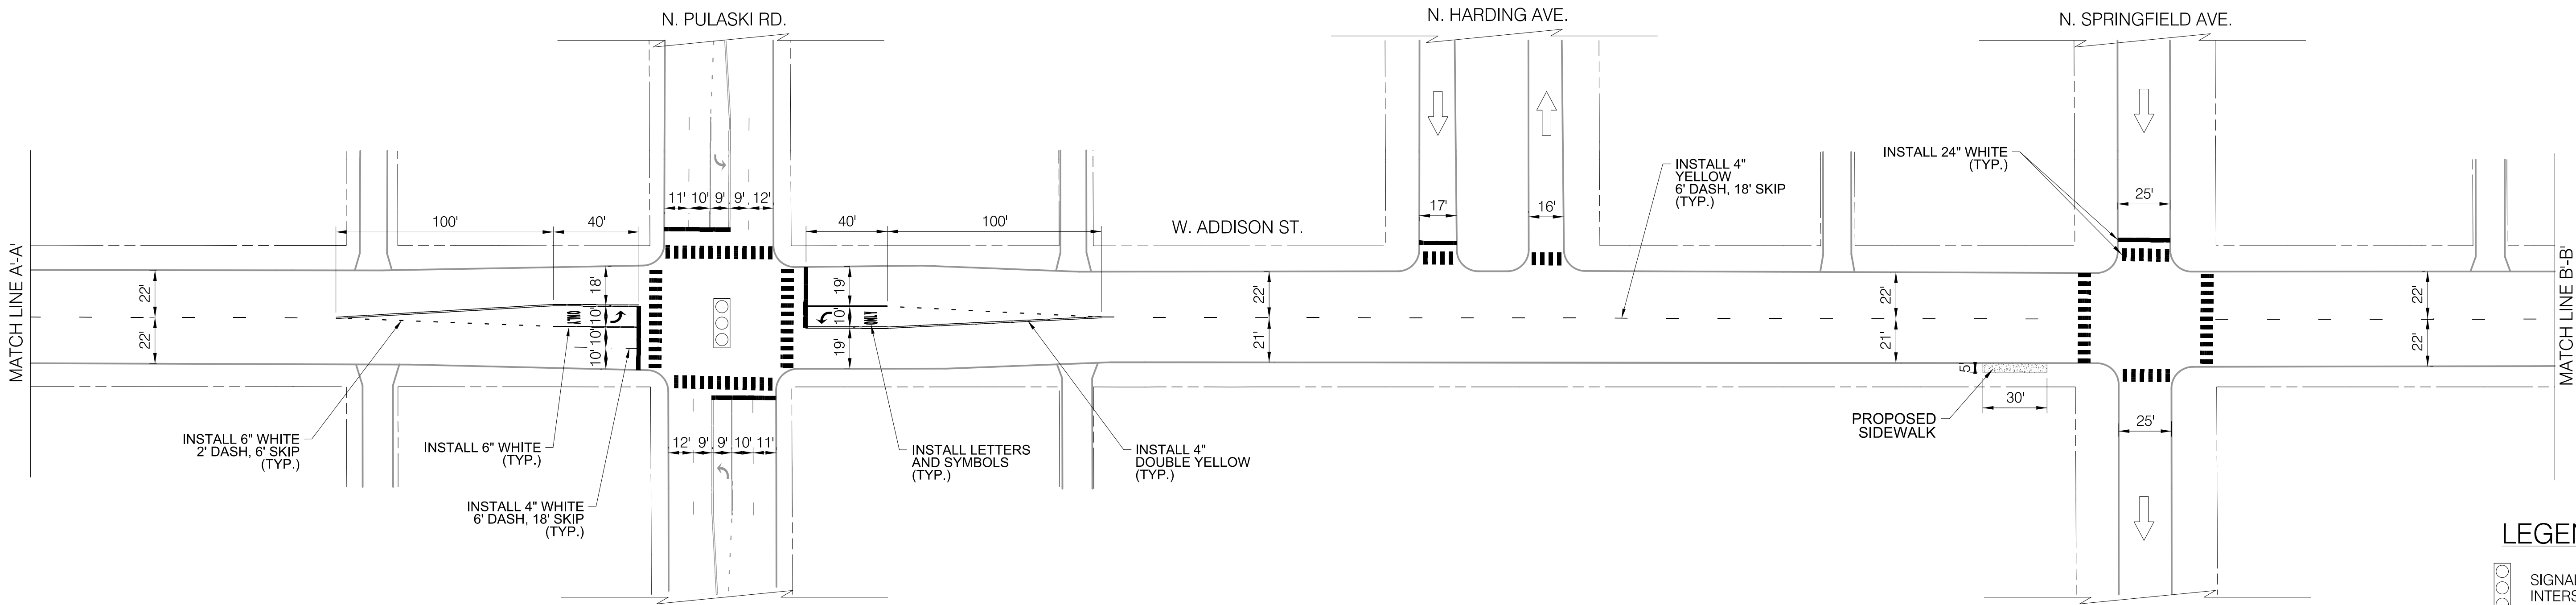 N. PULASKI RD.
N. HARDING AVE.
N. SPRINGFIELD AVE.
INSTALL 24" WHITE
(TYP.)
INSTALL 4"
YELLOW
6' DASH, 18' SKIP
(TYP.)
11' 10' 9' 9' 12'
17'
16'
25'
100'
40'
40'
100'
W. ADDISON ST.
MATCH LINE A'-A'
MATCH LINE B'-B'
22'
22'
18'
10'
10'
10'
ONLY
19'
10'
19'
ONLY
22'
21'
22'
21'
22'
22'
5'
30'
PROPOSED
SIDEWALK
25'
12' 9' 9' 10' 11'
INSTALL 6" WHITE
2' DASH, 6' SKIP
(TYP.)
INSTALL 6" WHITE
(TYP.)
INSTALL LETTERS
AND SYMBOLS
(TYP.)
INSTALL 4"
DOUBLE YELLOW
(TYP.)
INSTALL 4" WHITE
6' DASH, 18' SKIP
(TYP.)